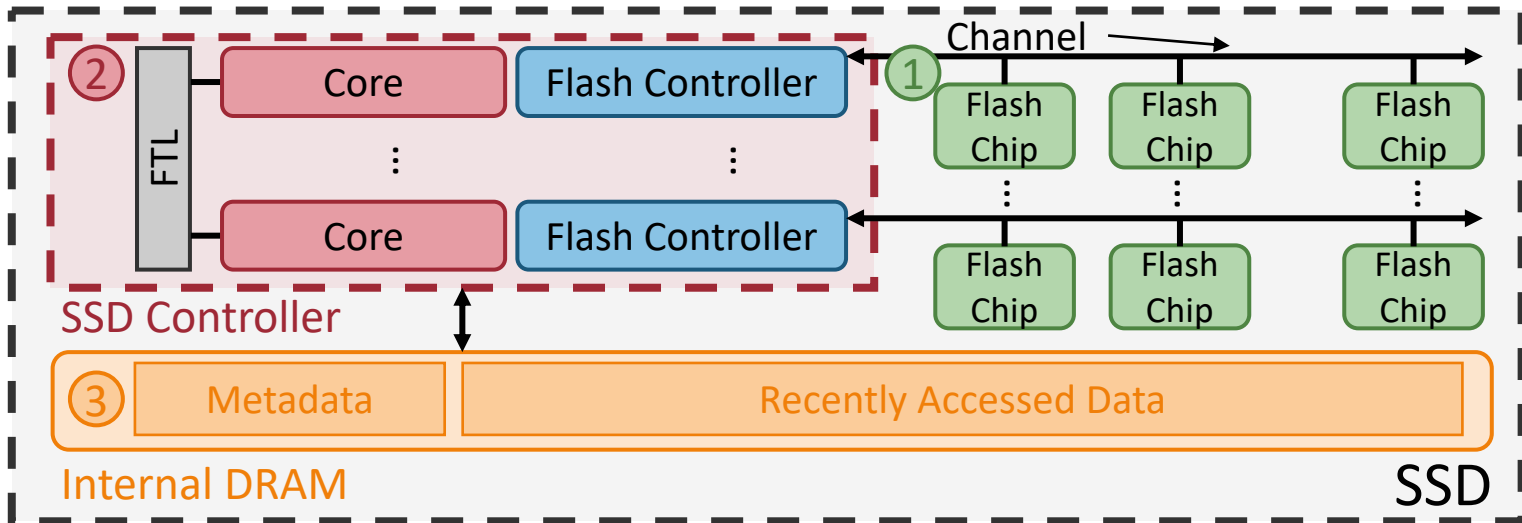 Channel
2
FTL
Core
Flash Controller
1
Flash
Chip
Flash
Chip
Flash
Chip
...
...
...
...
...
Core
Flash Controller
Flash
Chip
Flash
Chip
Flash
Chip
SSD Controller
3
Metadata
Recently Accessed Data
Internal DRAM
SSD